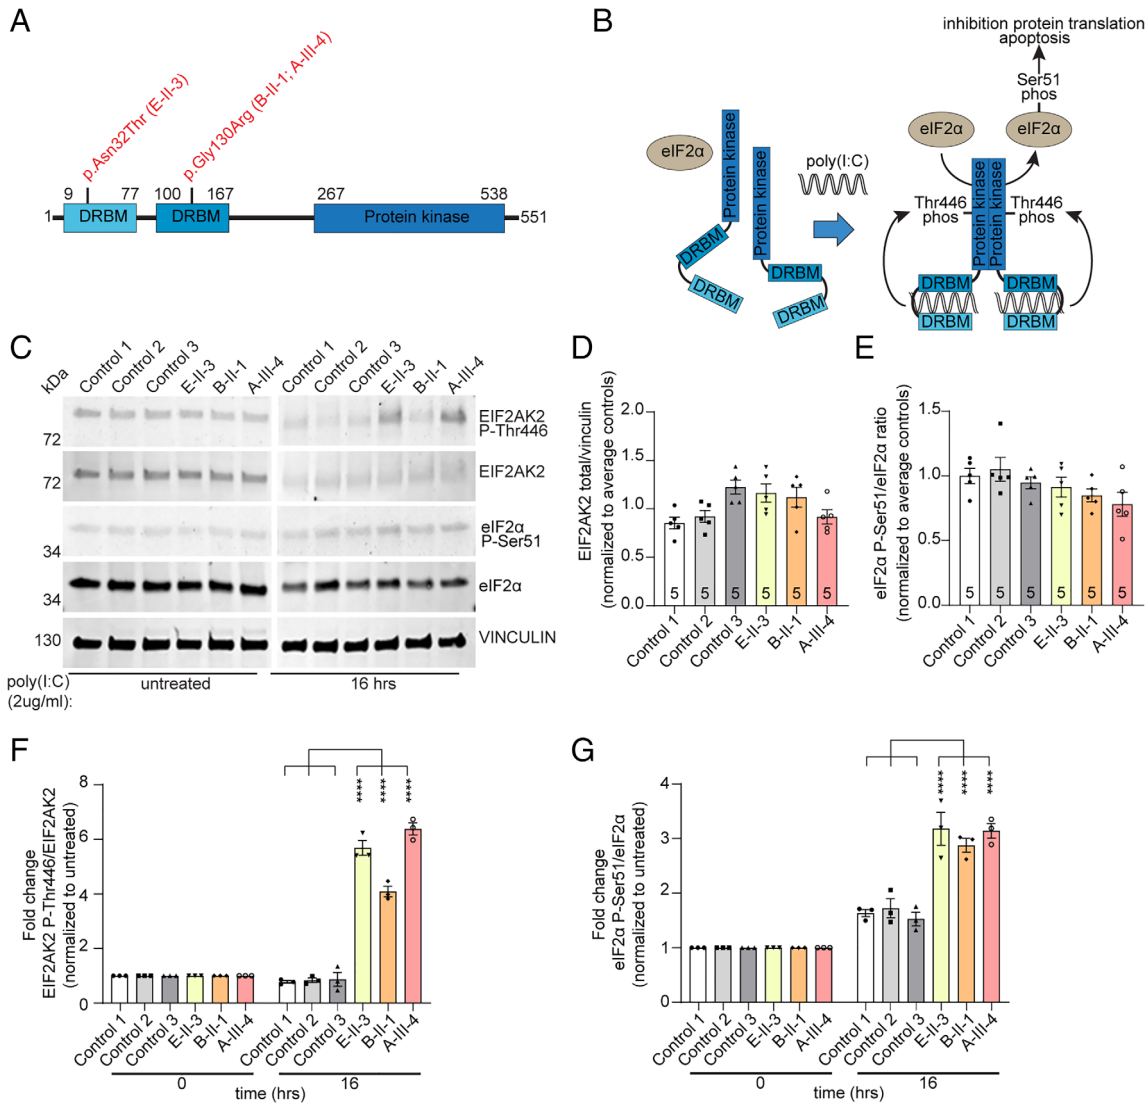 A
p.Asn32Thr (E-II-3)
p.Gly130Arg (B-II-1; A-III-4)
9 77 100 167 267 538
1 DRBM DRBM Protein kinase 551
B
inhibition protein translation
apoptosis
Ser51
phos
eIF2α
Protein kinase
Protein kinase
DRBM
DRBM
DRBM
DRBM
poly(I:C)
eIF2α
eIF2α
Thr446
phos
Protein kinase
Protein kinase
Thr446
phos
DRBM
DRBM
DRBM
DRBM
C
kDa
Control 1
Control 2
Control 3
E-II-3
B-II-1
A-III-4
Control 1
Control 2
Control 3
E-II-3
B-II-1
A-III-4
72
EIF2AK2
P-Thr446
72
EIF2AK2
34
eIF2α
P-Ser51
34
eIF2α
130
VINCULIN
poly(I:C)
(2ug/ml):
untreated
16 hrs
D
EIF2AK2 total/vinculin
(normalized to average controls)
2.0
1.5
1.0
0.5
0.0
5 5 5 5 5 5
Control 1
Control 2
Control 3
E-II-3
B-II-1
A-III-4
E
eIF2α P-Ser51/eIF2α ratio
(normalized to average controls)
1.5
1.0
0.5
0.0
5 5 5 5 5 5
Control 1
Control 2
Control 3
E-II-3
B-II-1
A-III-4
F
Fold change
EIF2AK2 P-Thr446/EIF2AK2
(normalized to untreated)
8
6
4
2
0
****
****
****
Control 1
Control 2
Control 3
E-II-3
B-II-1
A-III-4
Control 1
Control 2
Control 3
E-II-3
B-II-1
A-III-4
0 16
time (hrs)
G
Fold change
eIF2α P-Ser51/eIF2α
(normalized to untreated)
4
3
2
1
0
****
****
****
Control 1
Control 2
Control 3
E-II-3
B-II-1
A-III-4
Control 1
Control 2
Control 3
E-II-3
B-II-1
A-III-4
0 16
time (hrs)